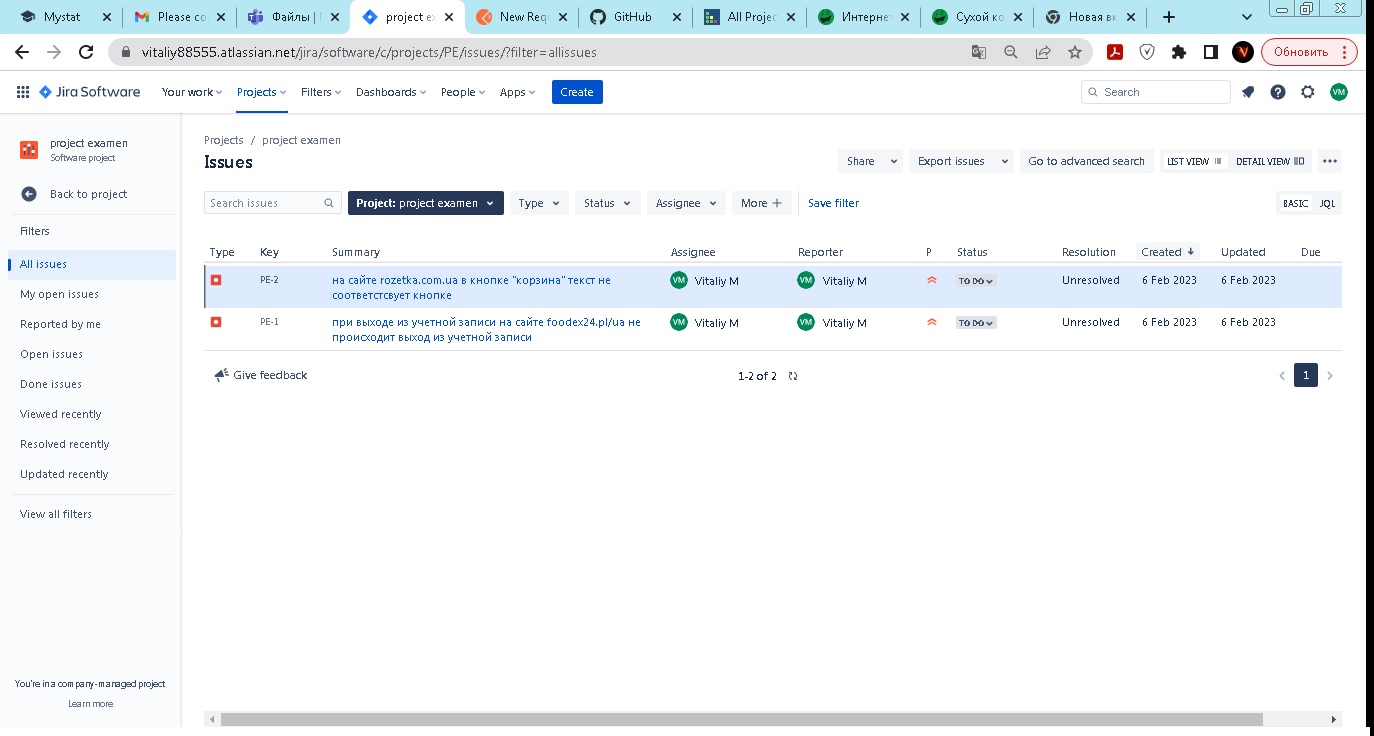 Mystat
Please co
Файлы |
project ex
New Req
GitHub
All Projec
Интернет
Сухой ко
Новая вк
vitaliy88555.atlassian.net/jira/software/c/projects/PE/issues/?filter=allissues
V
Обновить
Jira Software
Your work
Projects
Filters
Dashboards
People
Apps
Create
Search
VM
project examen
Software project
Back to project
Filters
All issues
My open issues
Reported by me
Open issues
Done issues
Viewed recently
Resolved recently
Updated recently
View all filters
You're in a company-managed project
Learn more
Projects / project examen
Issues
Share
Export issues
Go to advanced search
LIST VIEW
DETAIL VIEW
Search issues
Project: project examen
Type
Status
Assignee
More +
Save filter
BASIC
JQL
Type Key Summary Assignee Reporter P Status Resolution Created Updated Due
PE-2 на сайте rozetka.com.ua в кнопке "корзина" текст не VM Vitaliy M VM Vitaliy M TO DO Unresolved 6 Feb 2023 6 Feb 2023
соответстсвует кнопке
PE-1 при выходе из учетной записи на сайте foodex24.pl/ua не VM Vitaliy M VM Vitaliy M TO DO Unresolved 6 Feb 2023 6 Feb 2023
происходит выход из учетной записи
Give feedback
1-2 of 2
1